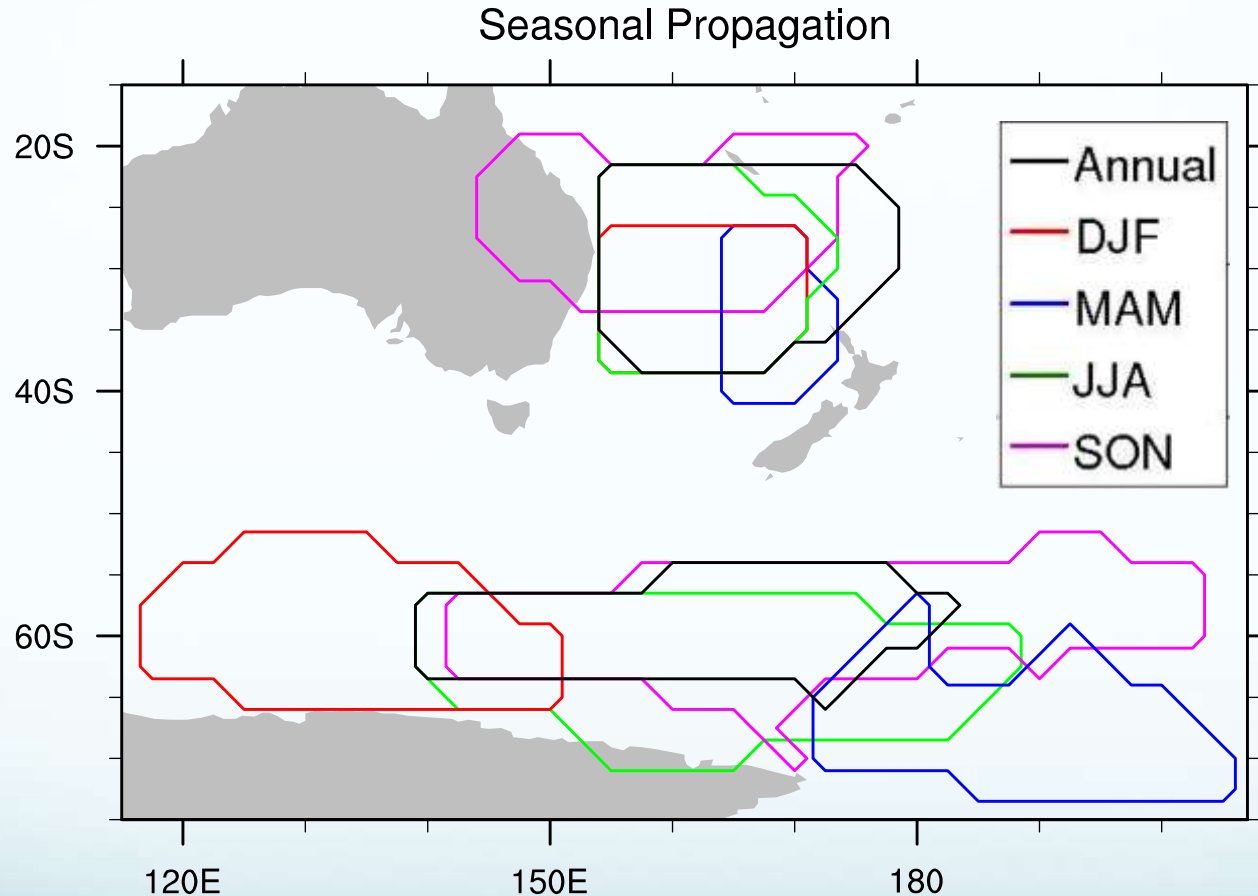 Seasonal Propagation
20S
40S
60S
120E
150E
180
Annual
DJF
MAM
JJA
SON